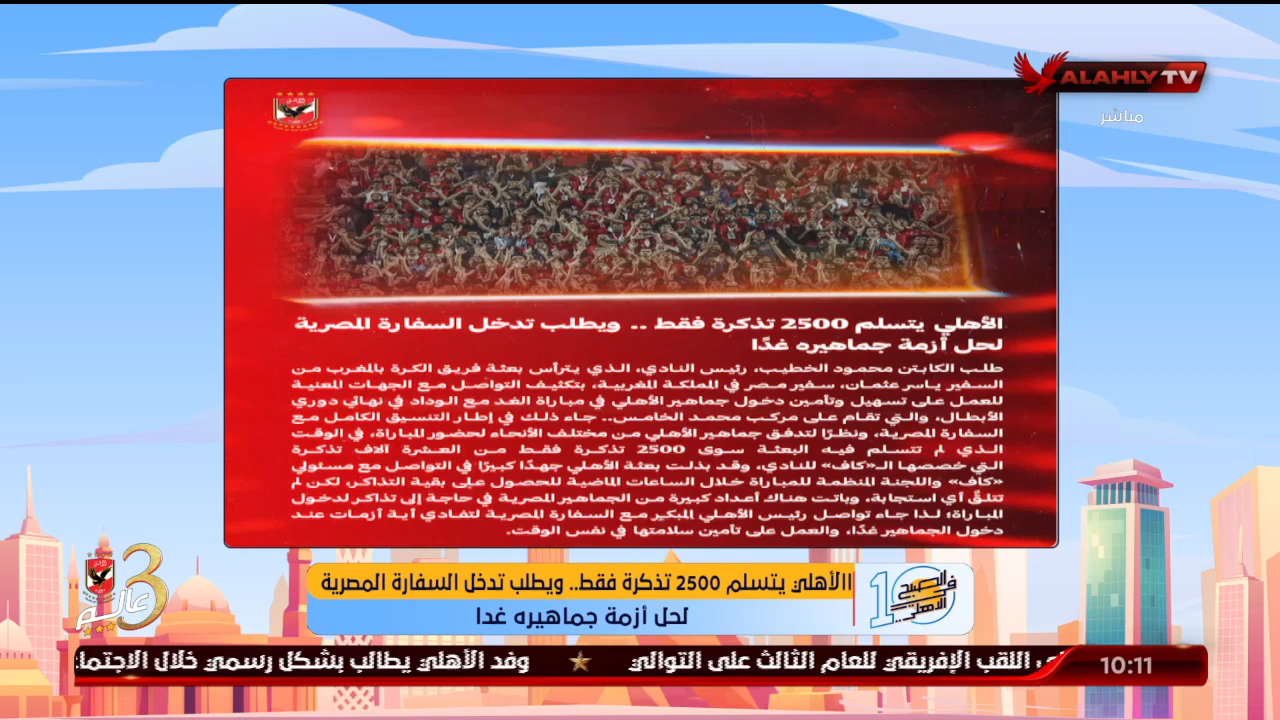 ALAHLY TV
مباشر
الأهلي يتسلم 2500 تذكرة فقط .. ويطلب تدخل السفارة المصرية
لحل أزمة جماهيره غدًا
طلب الكابتن محمود الخطيب، رئيس النادي، الذي يترأس بعثة فريق الكرة بالمغرب من
السفير ياسر عثمان، سفير مصر في المملكة المغربية، بتكثيف التواصل مع الجهات المعنية
للعمل على تسهيل وتأمين دخول جماهير الأهلي في مباراة الغد مع الوداد في نهائي دوري
الأبطال، والتي تقام على مركب محمد الخامس.. جاء ذلك في إطار التنسيق الكامل مع
السفارة المصرية، ونظرًا لتدفق جماهير الأهلي من مختلف الأنحاء لحضور المباراة، في الوقت
الذي لم تتسلم فيه البعثة سوى 2500 تذكرة فقط من العشرة الاف تذكرة
التي خصصها الـ«كاف» للنادي، وقد بذلت بعثة الأهلي جهدًا كبيرًا في التواصل مع مسئولي
«كاف» واللجنة المنظمة للمباراة خلال الساعات الماضية للحصول على بقية التذاكر، لكن لم
تتلقَّ أي استجابة، وباتت هناك أعداد كبيرة من الجماهير المصرية في حاجة إلى تذاكر لدخول
المباراة؛ لذا جاء تواصل رئيس الأهلي المبكير مع السفارة المصرية لتفادي أية أزمات عند
دخول الجماهير غدًا، والعمل على تأمين سلامتها في نفس الوقت.
االأهلي يتسلم 2500 تذكرة فقط.. ويطلب تدخل السفارة المصرية
لحل أزمة جماهيره غدا
10 الصبح في الأهلي..
3 عالم
اللقب الإفريقي للعام الثالث على التوالي ★ وفد الأهلي يطالب بشكل رسمي خلال
10:11